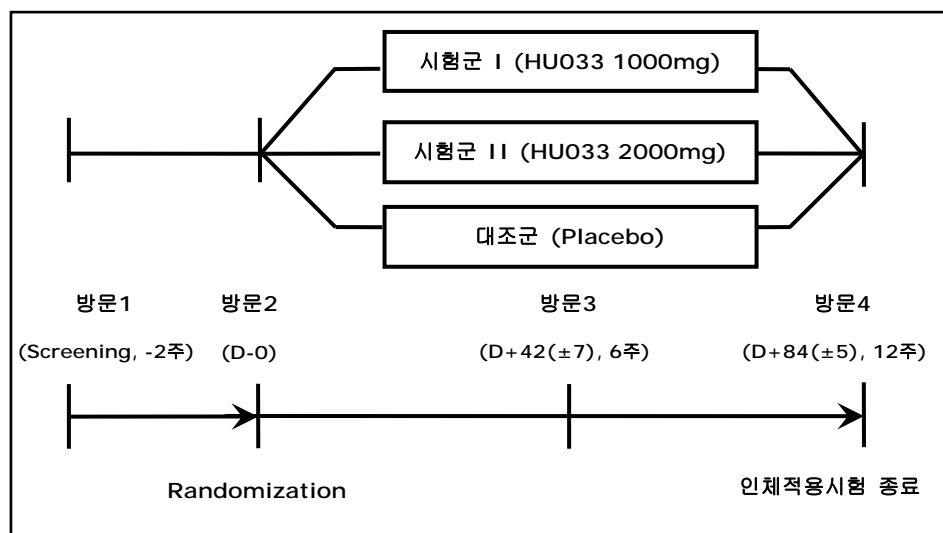 시험군 I (HU033 1000mg)
시험군 II (HU033 2000mg)
대조군 (Placebo)
방문1 방문2 방문3 방문4
(Screening, -2주) (D-0) (D+42(±7), 6주) (D+84(±5), 12주)
Randomization 인체적용시험 종료